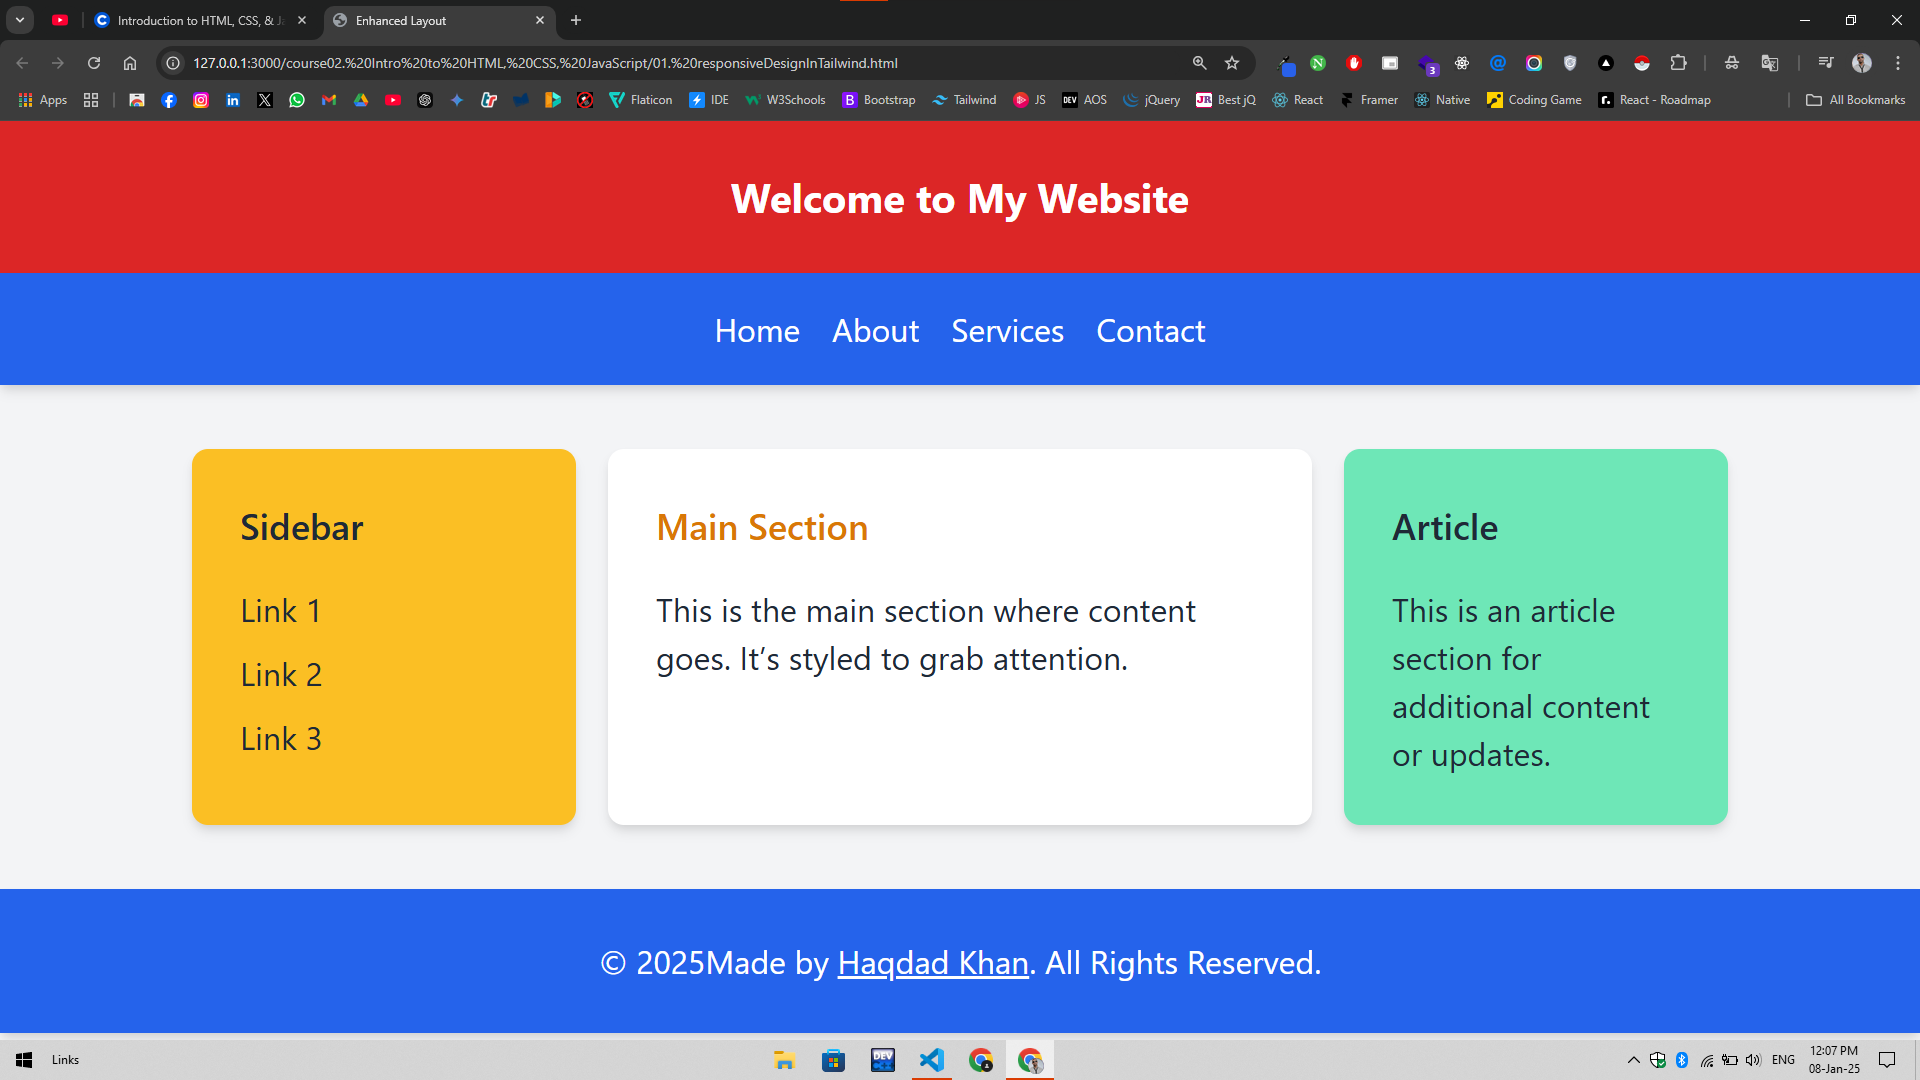 Introduction to HTML, CSS, & Ja
Enhanced Layout
127.0.0.1:3000/course02.%20Intro%20to%20HTML,%20CSS,%20JavaScript/01.%20responsiveDesignInTailwind.html
3
Apps
Flaticon
IDE
W3Schools
Bootstrap
Tailwind
JS
DEV
AOS
jQuery
JR
Best jQ
React
Framer
Native
Coding Game
React - Roadmap
All Bookmarks
Welcome to My Website
Home About Services Contact
Sidebar
Link 1
Link 2
Link 3
Main Section
This is the main section where content
goes. It’s styled to grab attention.
Article
This is an article
section for
additional content
or updates.
© 2025Made by Haqdad Khan. All Rights Reserved.
Links
DEV
ENG
12:07 PM
08-Jan-25